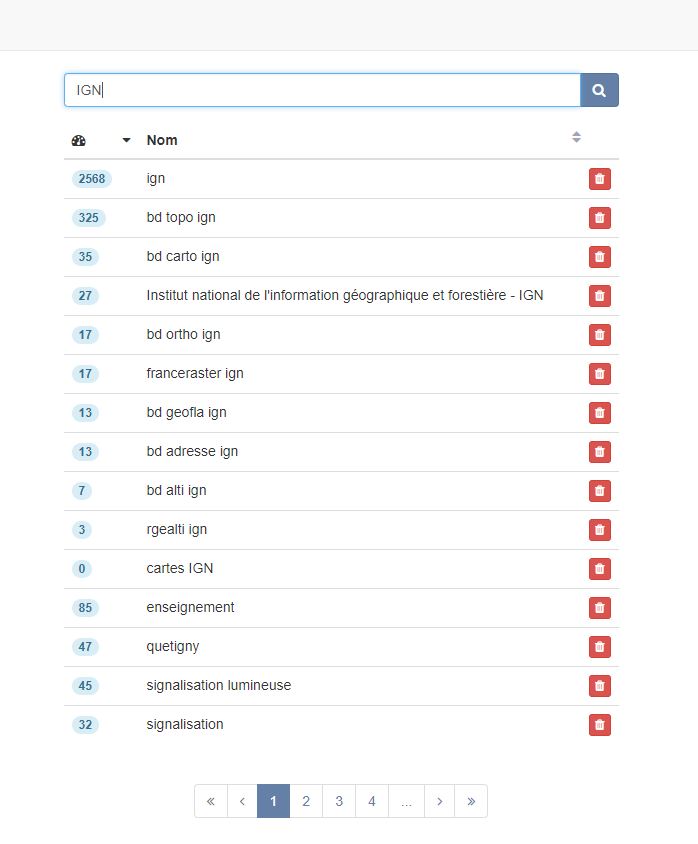 IGN
Nom
2568 ign
325 bd topo ign
35 bd carto ign
27 Institut national de l'information géographique et forestière - IGN
17 bd ortho ign
17 franceraster ign
13 bd geofla ign
13 bd adresse ign
7 bd alti ign
3 rgealti ign
0 cartes IGN
85 enseignement
47 quetigny
45 signalisation lumineuse
32 signalisation
« ‹ 1 2 3 4 ... › »